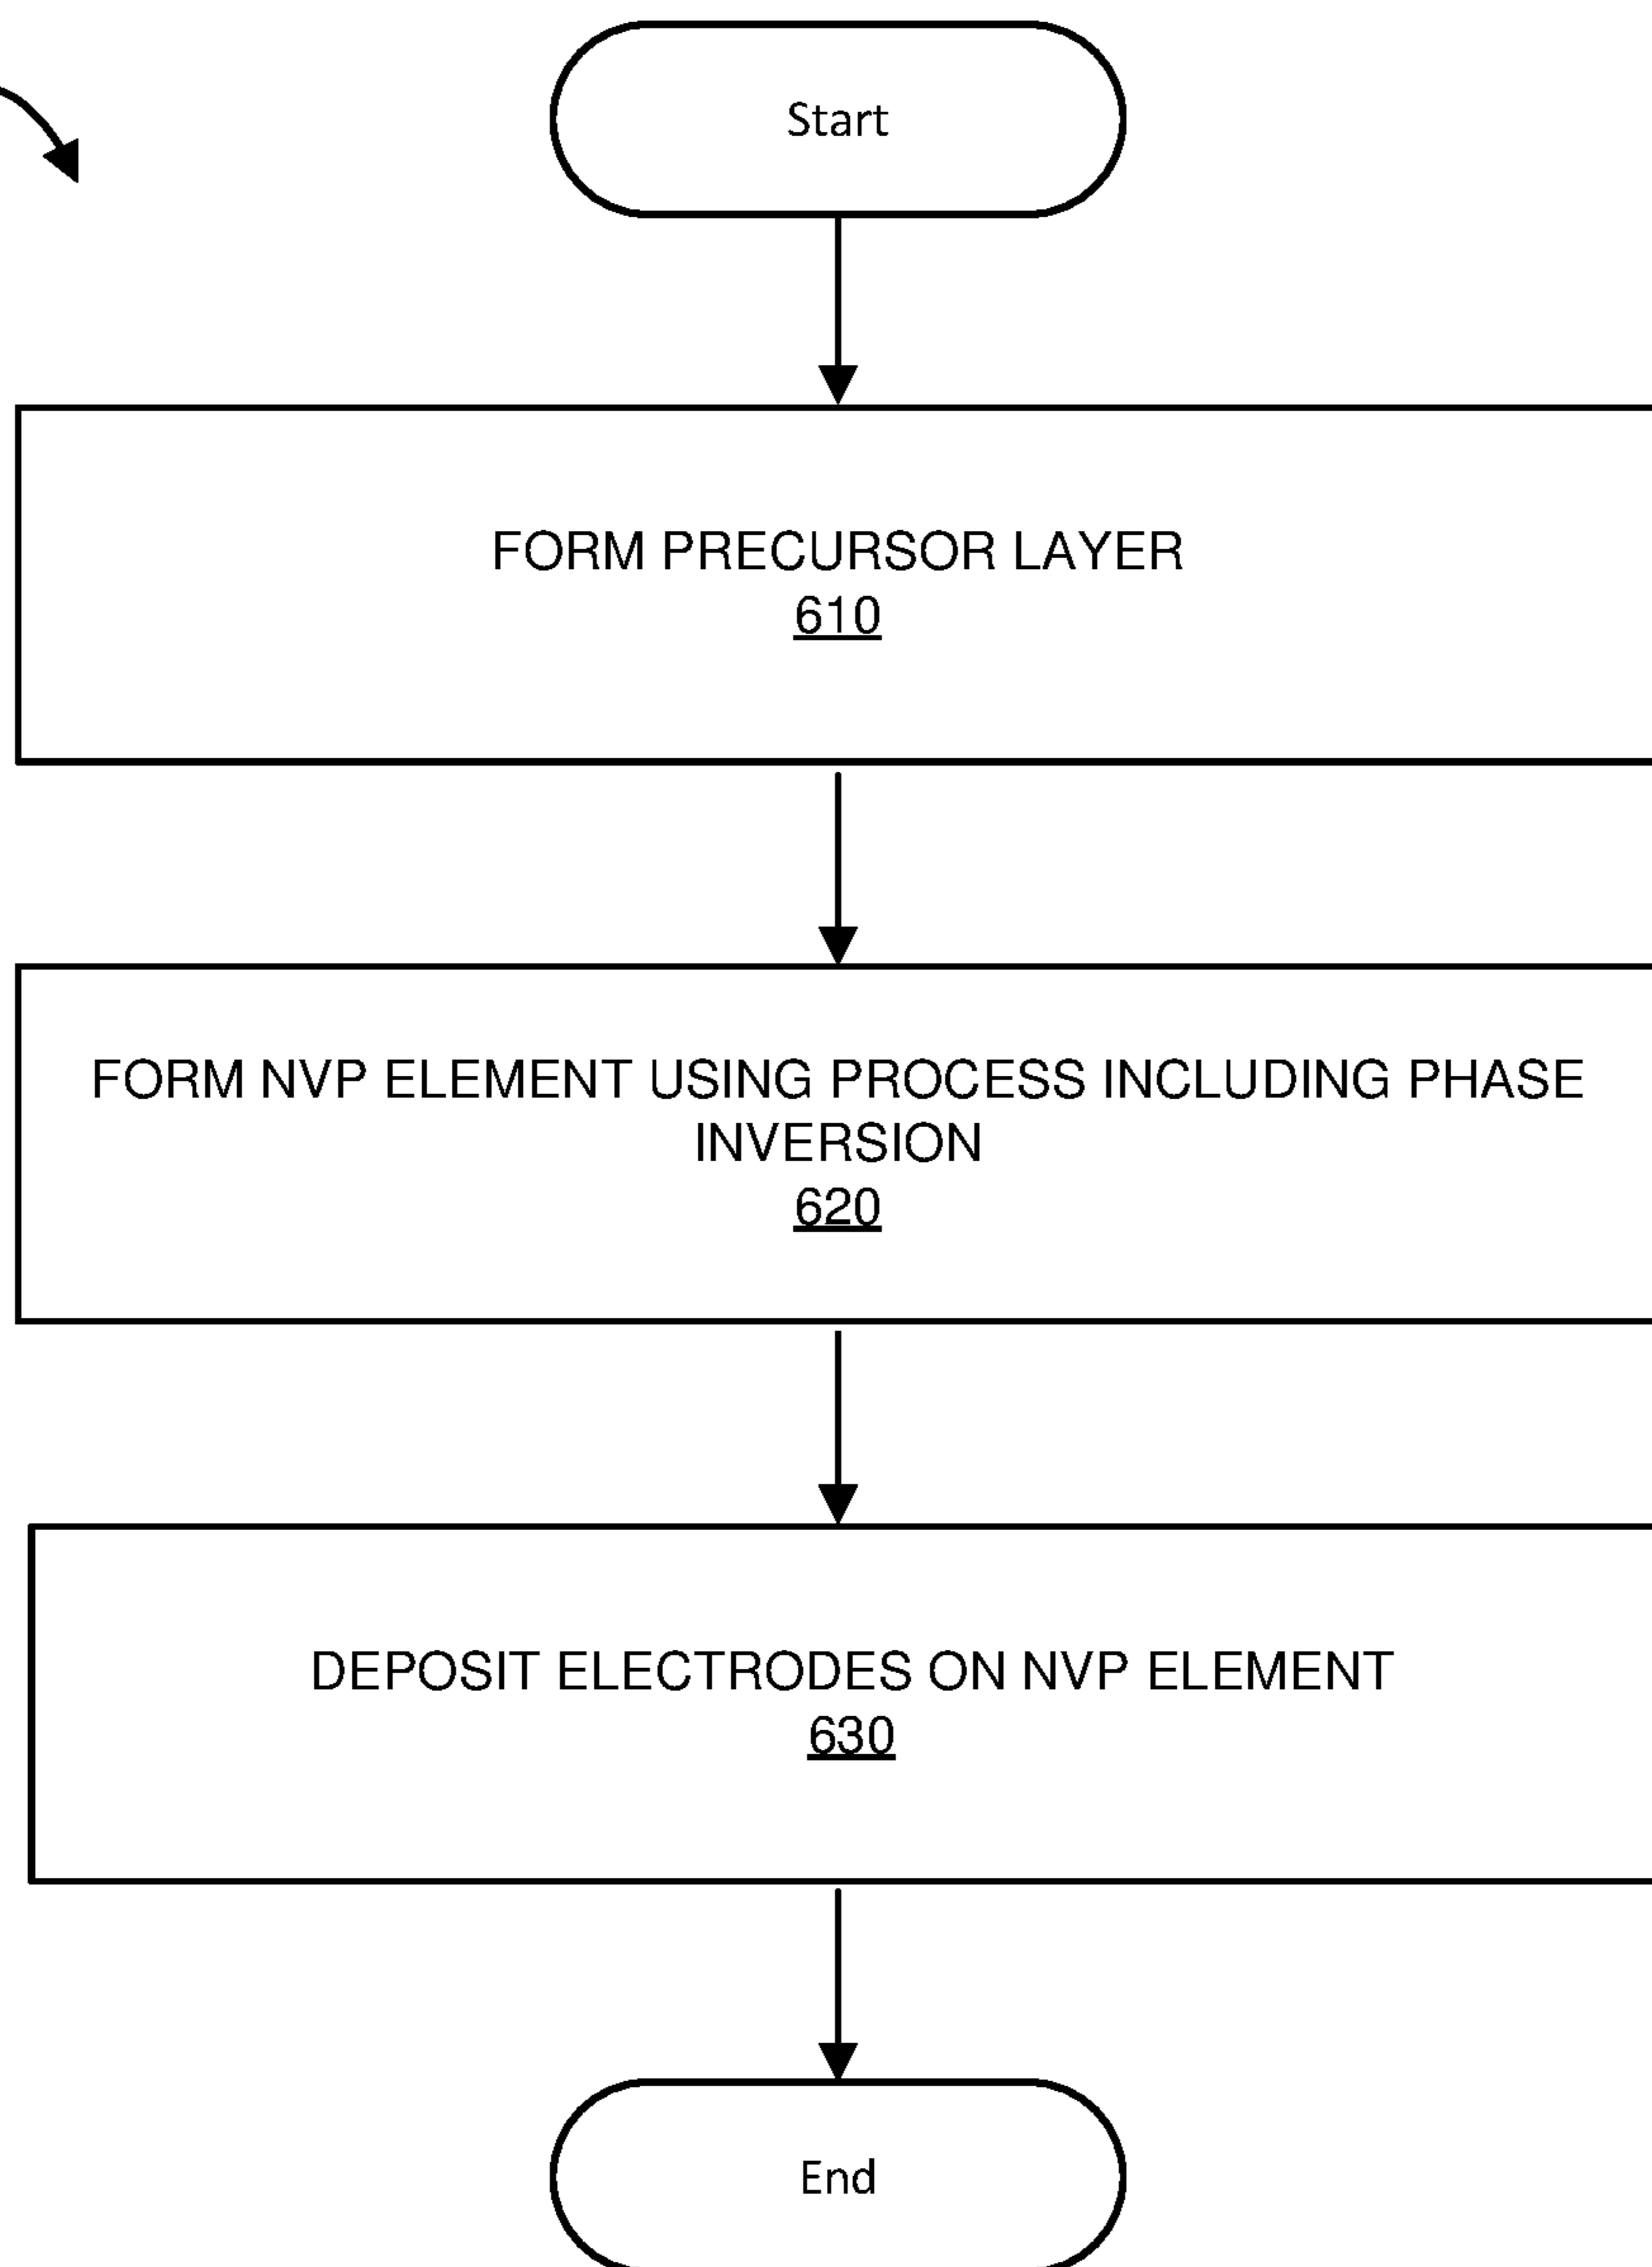 Start
FORM PRECURSOR LAYER
610
FORM NVP ELEMENT USING PROCESS INCLUDING PHASE
INVERSION
620
DEPOSIT ELECTRODES ON NVP ELEMENT
630
End